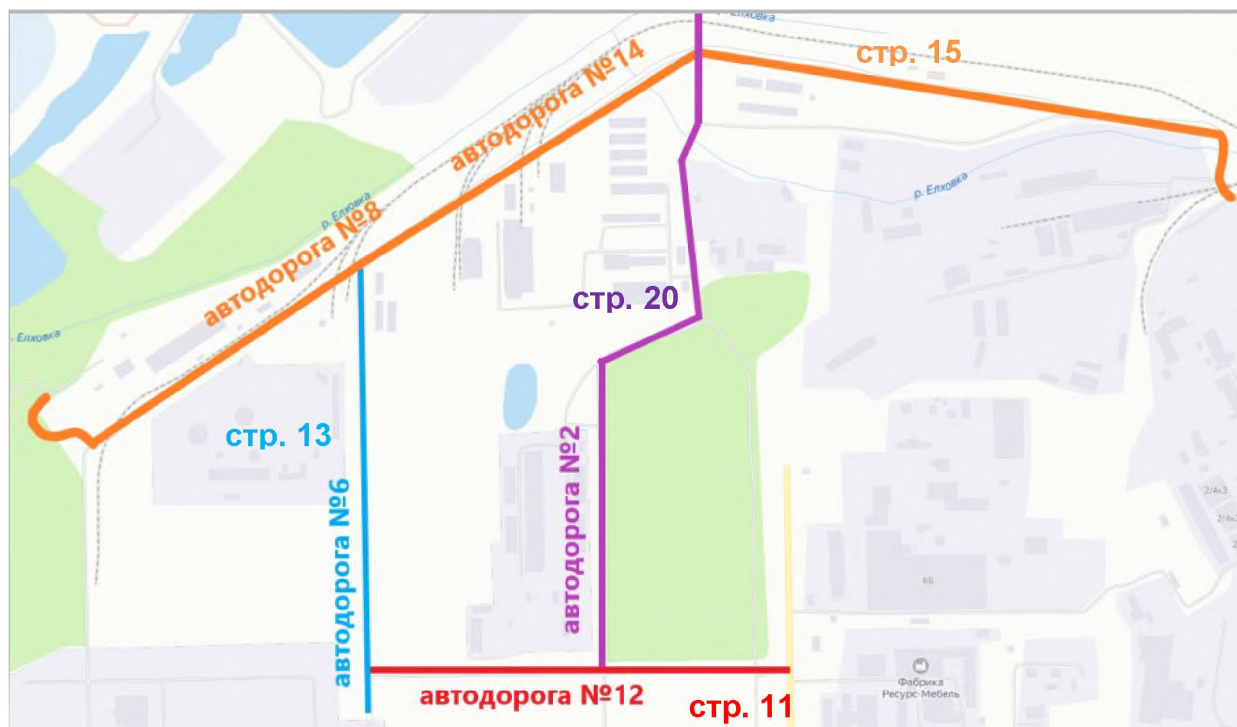 р. Елховка
стр. 15
автодорога №14
р. Елховка
р. Елховка
автодорога №8
стр. 20
Елховка
стр. 13
автодорога №2
автодорога №6
2/4к3
66
Фабрика
Ресурс-Мебель
автодорога №12
стр. 11